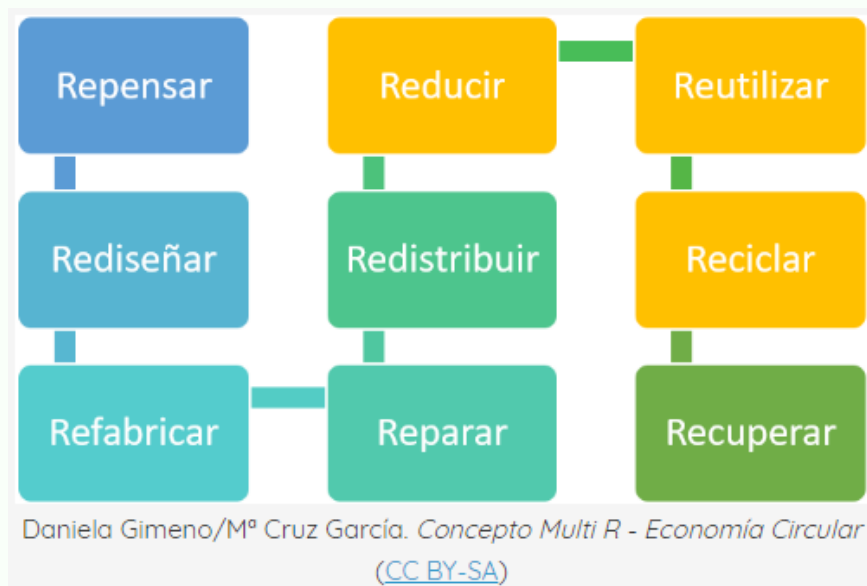 Repensar
Reducir
Reutilizar
Rediseñar
Redistribuir
Reciclar
Refabricar
Reparar
Recuperar
Daniela Gimeno/Mª Cruz García. Concepto Multi R - Economía Circular
(CC BY-SA)